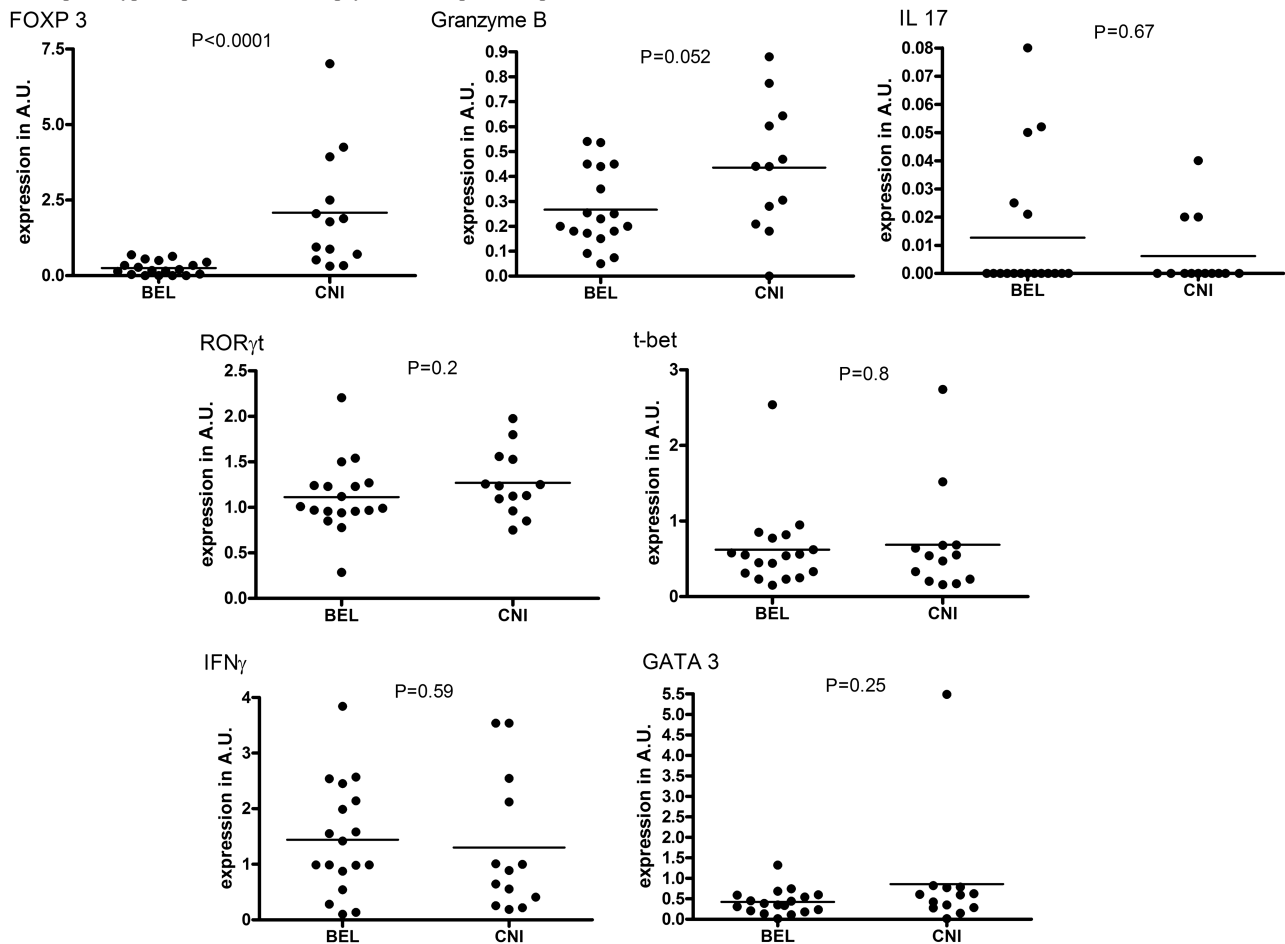 FOXP 3
P<0.0001
expression in A.U.
7.5
5.0
2.5
0.0
BEL
CNI
Granzyme B
P=0.052
expression in A.U.
0.9
0.8
0.7
0.6
0.5
0.4
0.3
0.2
0.1
0.0
BEL
CNI
IL 17
P=0.67
expression in A.U.
0.08
0.07
0.06
0.05
0.04
0.03
0.02
0.01
0.00
BEL
CNI
RORγt
P=0.2
expression in A.U.
2.5
2.0
1.5
1.0
0.5
0.0
BEL
CNI
t-bet
P=0.8
expression in A.U.
3
2
1
0
BEL
CNI
IFNγ
P=0.59
expression in A.U.
4
3
2
1
0
BEL
CNI
GATA 3
P=0.25
expression in A.U.
5.5
5.0
4.5
4.0
3.5
3.0
2.5
2.0
1.5
1.0
0.5
0.0
BEL
CNI